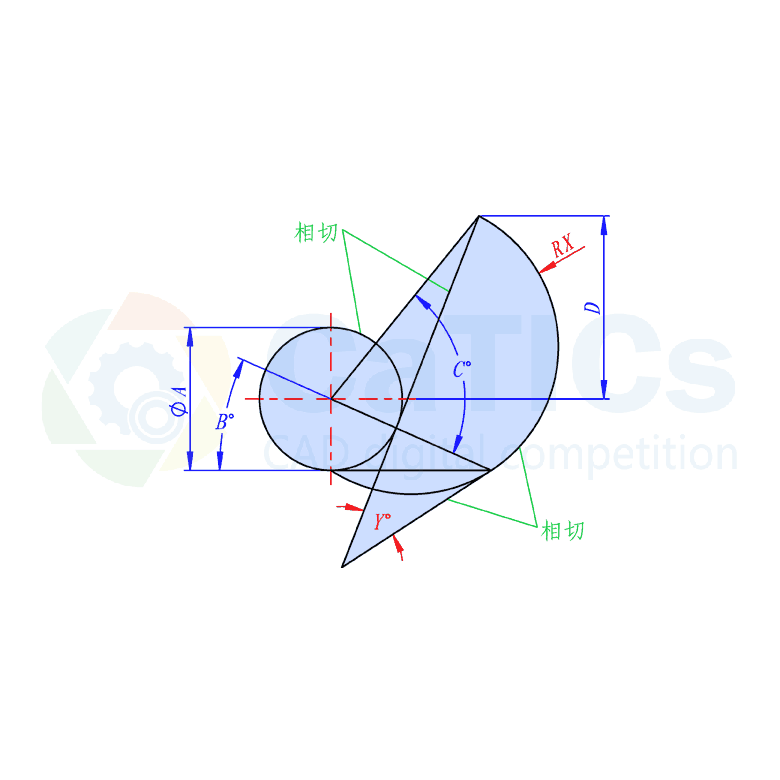 相切
RX
D
C°
ΦA
B°
Y°
相切
CaTICs
CAD digital competition